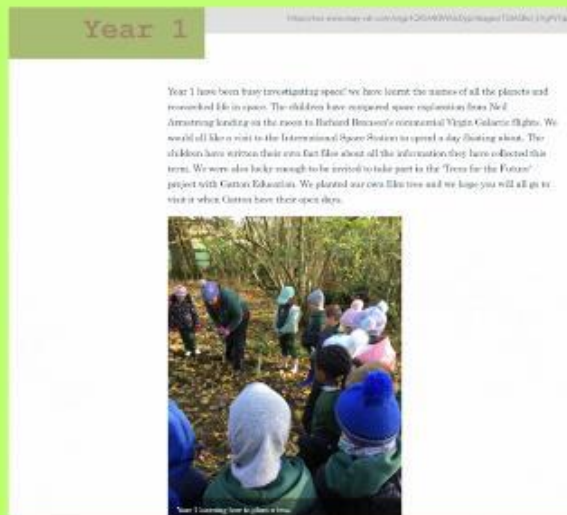 Year 1
Year 1 have been busy investigating space! we have learnt the names of all the planets and
researched life in space. The children have compared space exploration from Neil
Armstrong landing on the moon to Richard Branson's commercial Virgin Galactic flights. We
would all like a visit to the International Space Station to spend a day floating about. The
children have written their own fact files about all the information they have collected this
term. We were also lucky enough to be invited to take part in the 'Trees for the Future'
project with Gatton Education. We planted our own Elm tree and we hope you will all go to
visit it when Gatton have their open days.
Year 1 learning how to plant a tree.